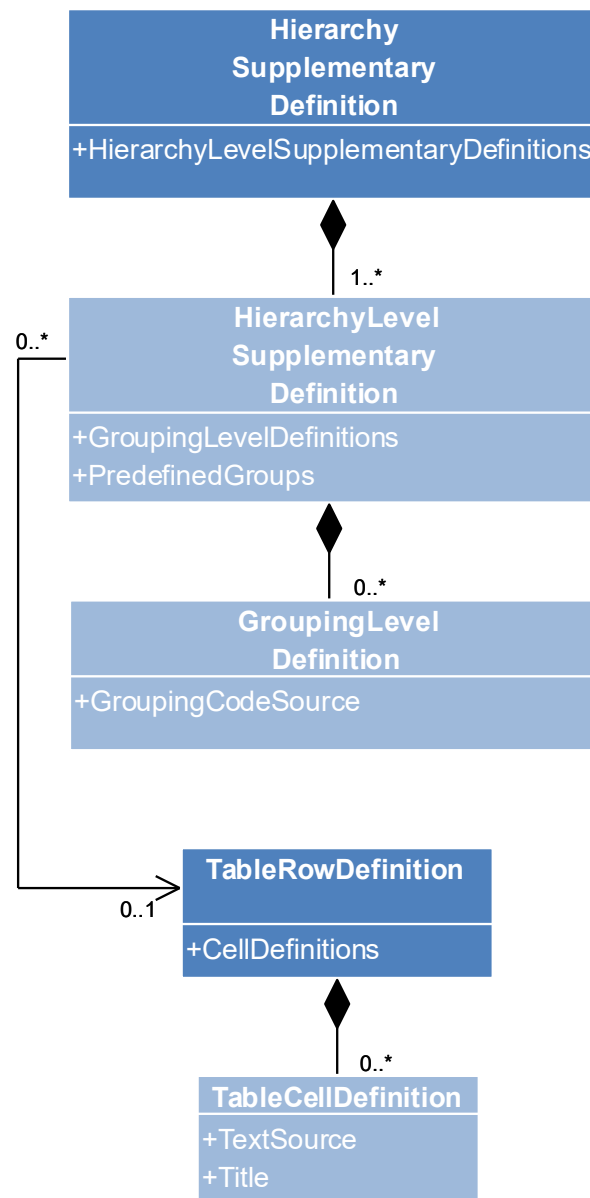 Hierarchy
Supplementary
Definition
+HierarchyLevelSupplementaryDefinitions
1..*
0..*
HierarchyLevel
Supplementary
Definition
+GroupingLevelDefinitions
+PredefinedGroups
0..*
GroupingLevel
Definition
+GroupingCodeSource
TableRowDefinition
0..1
+CellDefinitions
0..*
TableCellDefinition
+TextSource
+Title